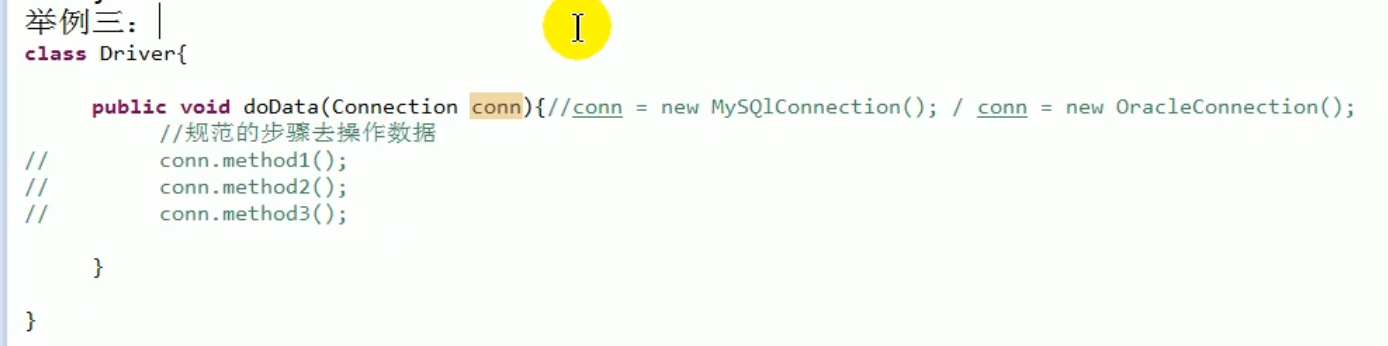 举例三：
class Driver{
public void doData(Connection conn){//conn = new MySQlConnection(); / conn = new OracleConnection();
//规范的步骤去操作数据
// conn.method1();
// conn.method2();
// conn.method3();
}
}